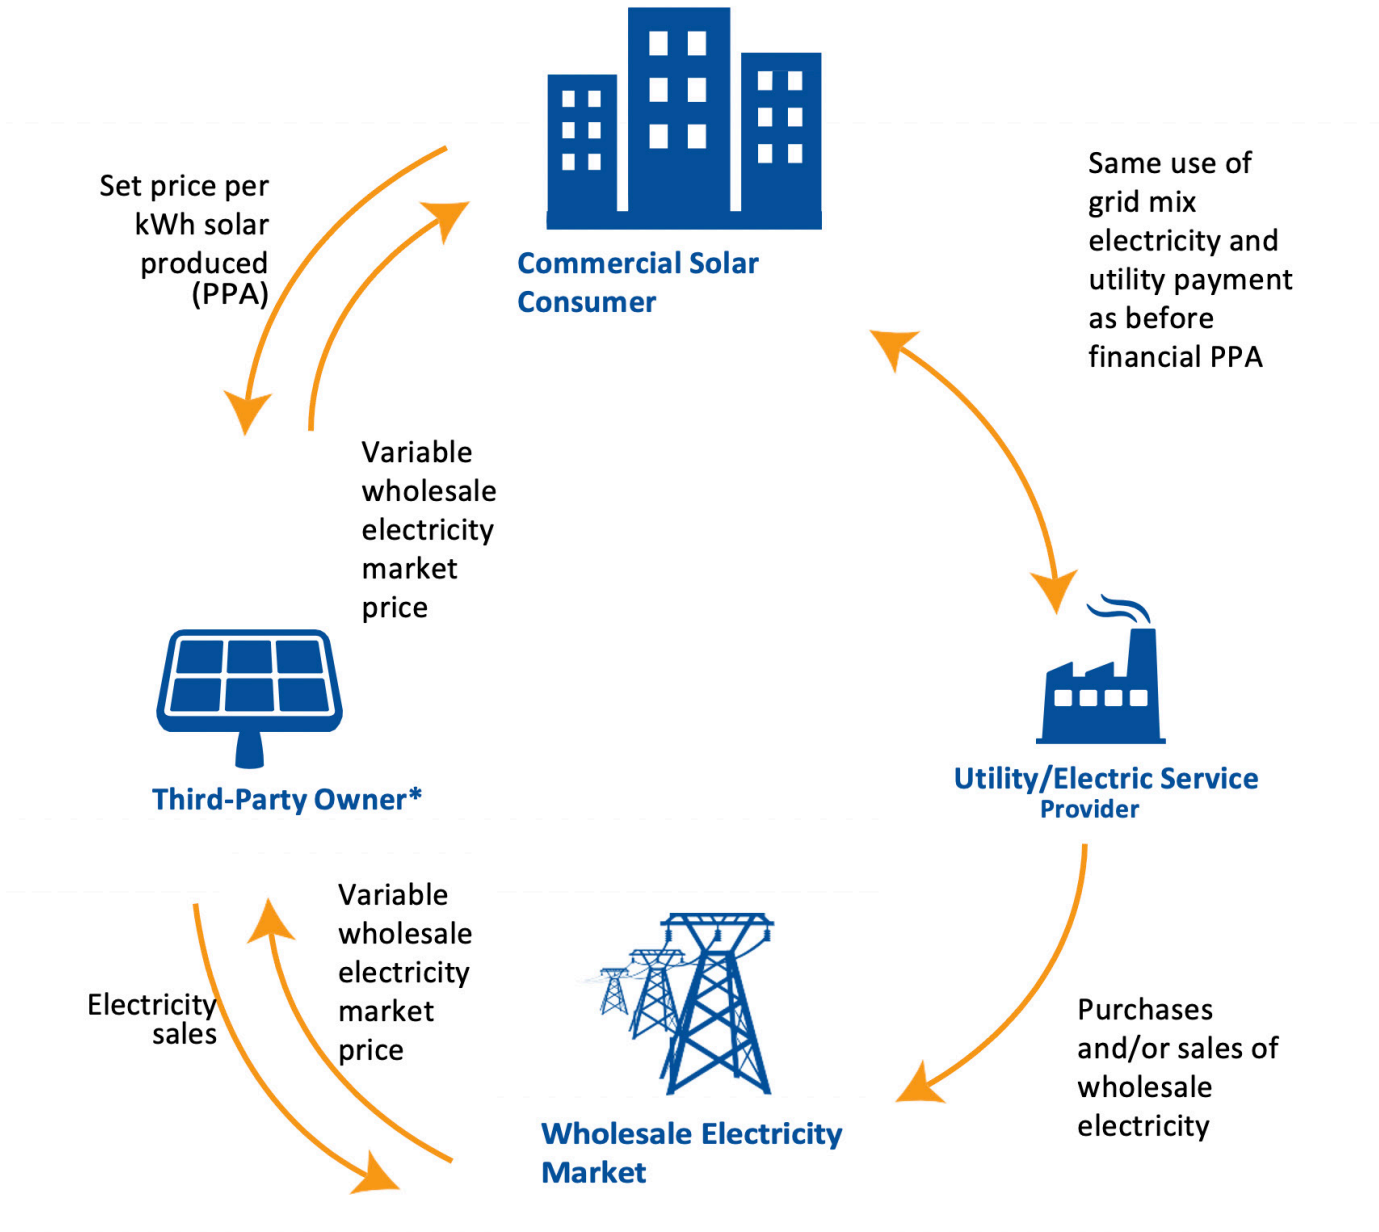 Set price per
kWh solar
produced
(PPA)
Commercial Solar
Consumer
Same use of
grid mix
electricity and
utility payment
as before
financial PPA
Variable
wholesale
electricity
market
price
Third-Party Owner*
Utility/Electric Service
Provider
Electricity
sales
Variable
wholesale
electricity
market
price
Wholesale Electricity
Market
Purchases
and/or sales of
wholesale
electricity